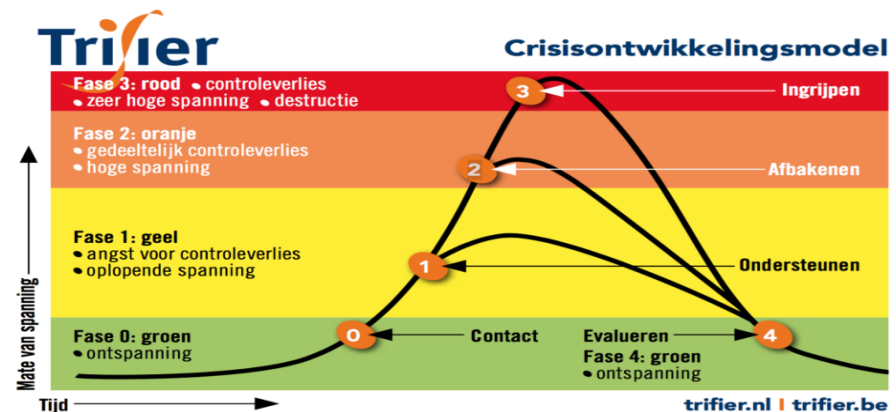 Trifier
Crisisontwikkelingsmodel
Fase 3: rood • controleverlies
• zeer hoge spanning • destructie
3
Ingrijpen
Fase 2: oranje
• gedeeltelijk controleverlies
• hoge spanning
2
Afbakenen
Fase 1: geel
• angst voor controleverlies
• oplopende spanning
1
Ondersteunen
Fase 0: groen
• ontspanning
0
Contact
Evalueren
Fase 4: groen
• ontspanning
4
Mate van spanning
Tijd
trifier.nl | trifier.be